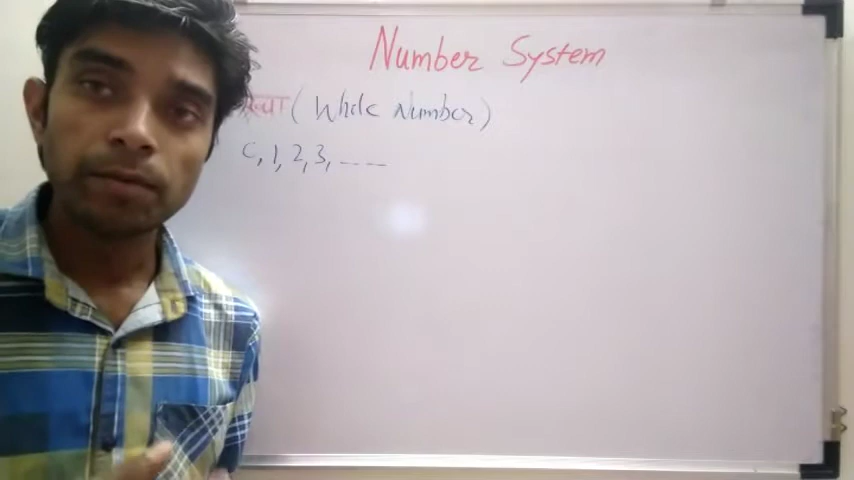 Number System
(Whole Number)
0, 1, 2, 3, _ _